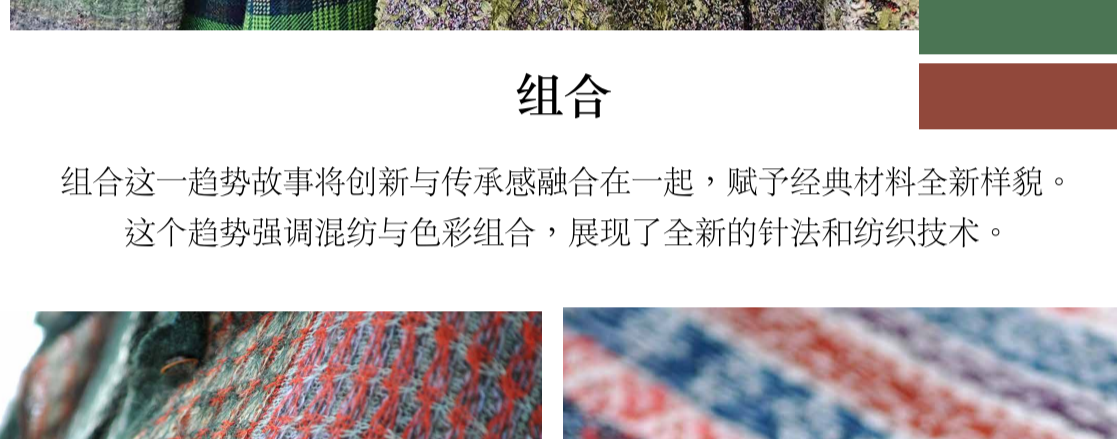 组合
组合这一趋势故事将创新与传承感融合在一起，赋予经典材料全新样貌。
这个趋势强调混纺与色彩组合，展现了全新的针法和纺织技术。